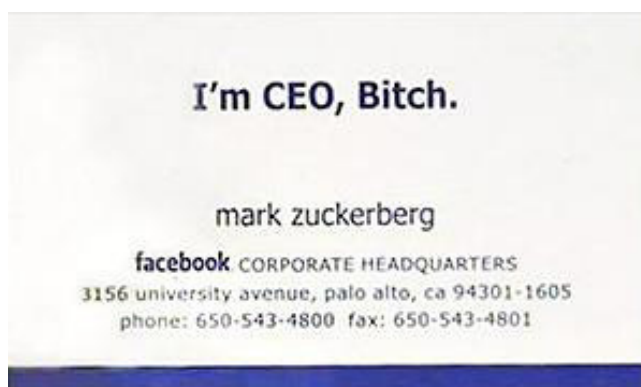 I'm CEO, Bitch.
mark zuckerberg
facebook CORPORATE HEADQUARTERS
3156 university avenue, palo alto, ca 94301-1605
phone: 650-543-4800 fax: 650-543-4801